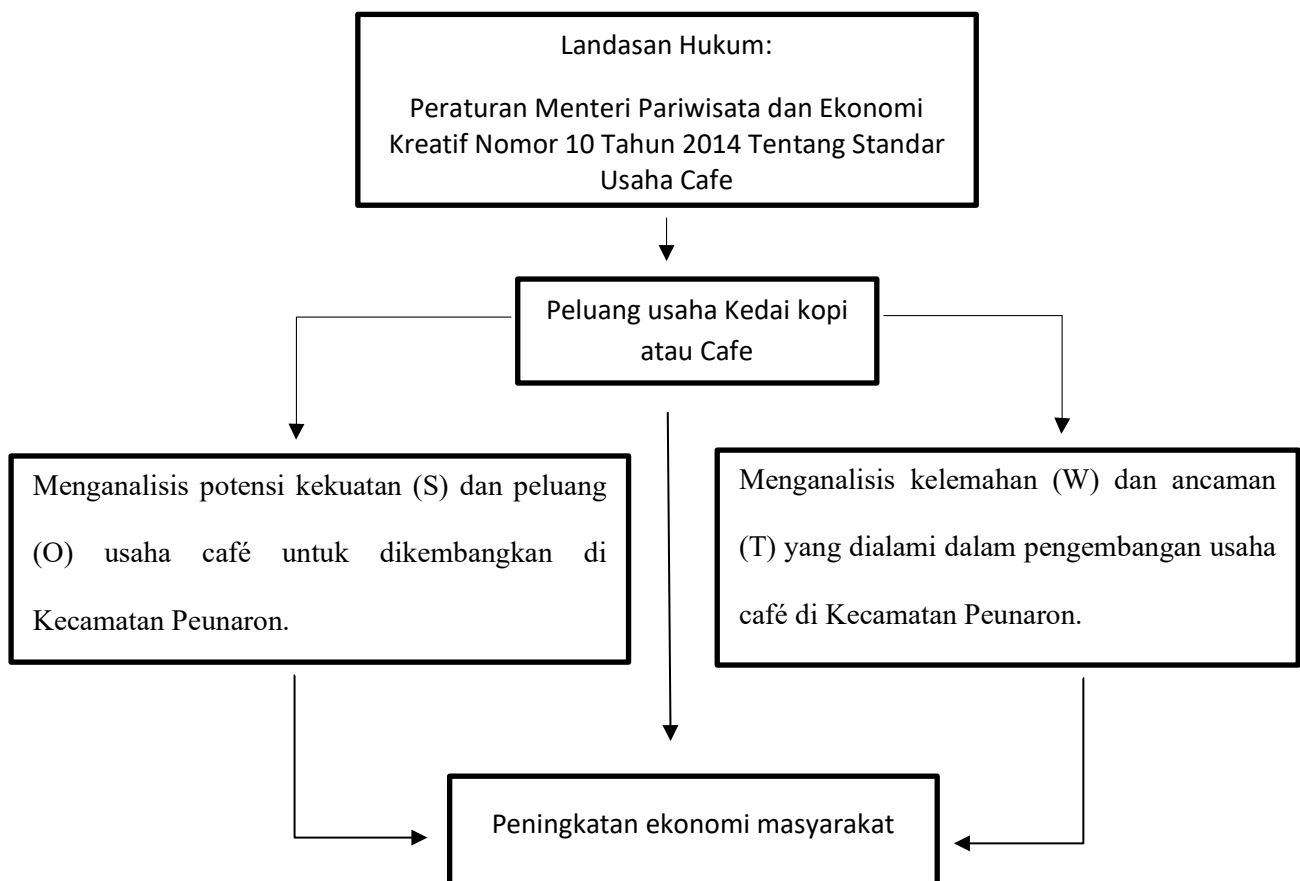 Landasan Hukum:
Peraturan Menteri Pariwisata dan Ekonomi
Kreatif Nomor 10 Tahun 2014 Tentang Standar
Usaha Cafe
Peluang usaha Kedai kopi
atau Cafe
Menganalisis potensi kekuatan (S) dan peluang
(O) usaha café untuk dikembangkan di
Kecamatan Peunaron.
Menganalisis kelemahan (W) dan ancaman
(T) yang dialami dalam pengembangan usaha
café di Kecamatan Peunaron.
Peningkatan ekonomi masyarakat